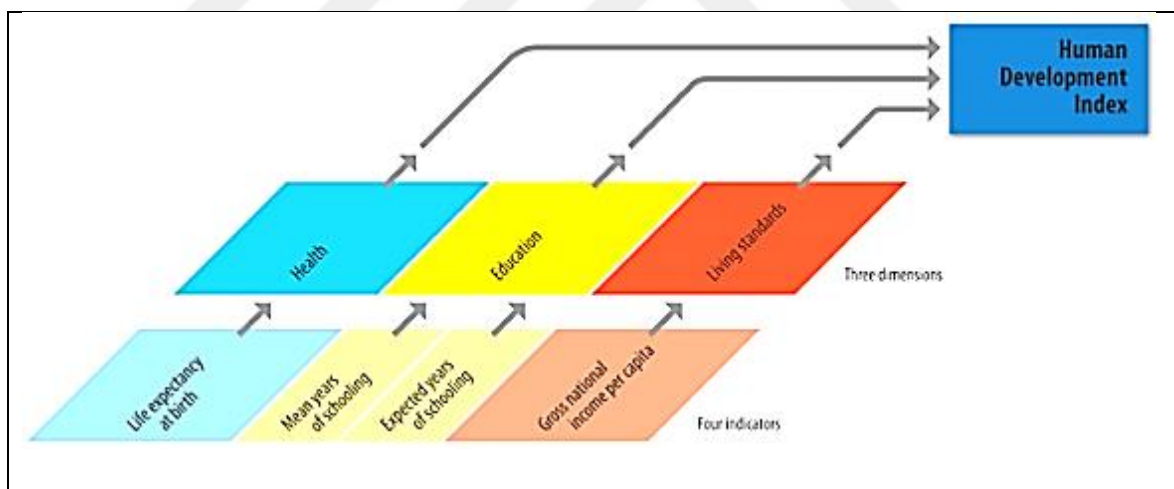 Human
Development
Index
Health
Education
Living standards
Three dimensions
Life expectancy
at birth
Mean years
of schooling
Expected years
of schooling
Gross national
income per capita
Four indicators